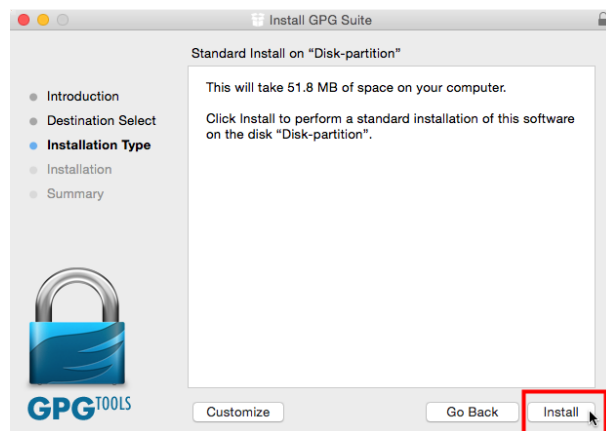 Install GPG Suite
Standard Install on “Disk-partition”
Introduction
Destination Select
Installation Type
Installation
Summary
This will take 51.8 MB of space on your computer.
Click Install to perform a standard installation of this software
on the disk “Disk-partition”.
GPGTOOLS
Customize
Go Back
Install